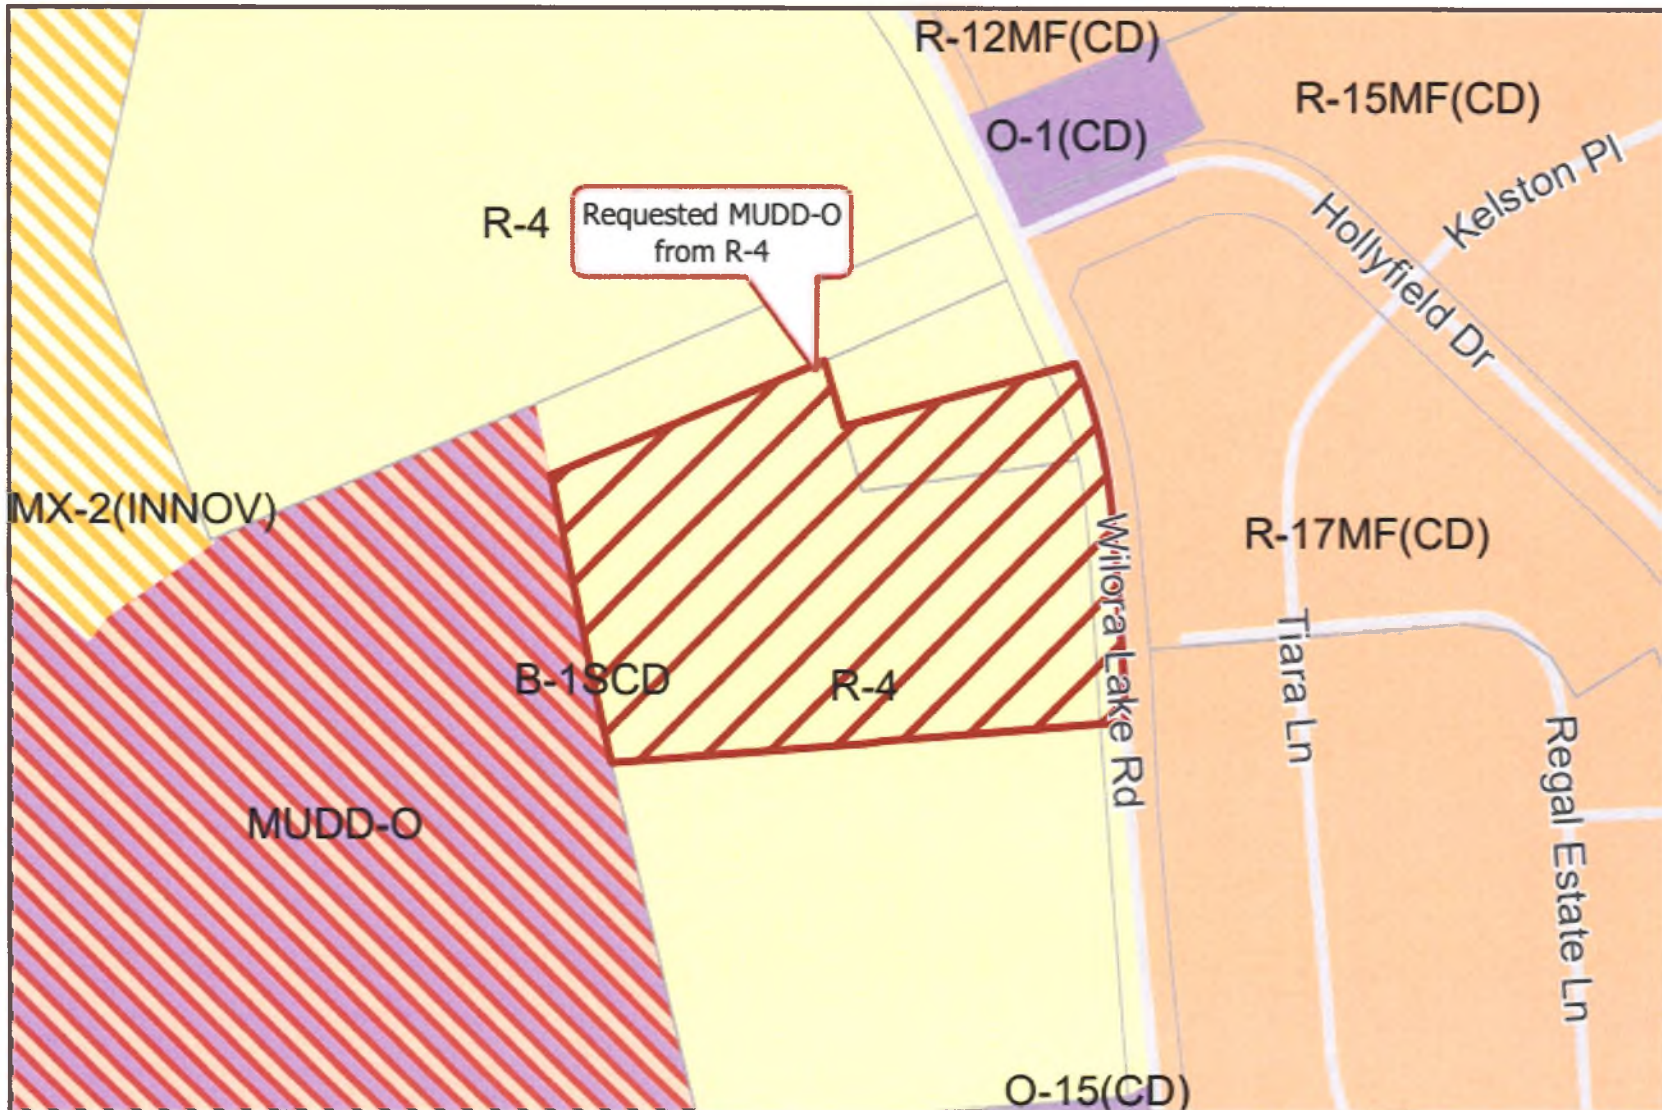 R-12MF(CD)
R-15MF(CD)
O-1(CD)
Kelston Pl
R-4
Requested MUDD-O
from R-4
Hollyfield Dr
MX-2(INNOV)
R-17MF(CD)
Wilora Lake Rd
Tiara Ln
B-1SCD
R-4
Regal Estate Ln
MUDD-O
O-15(CD)